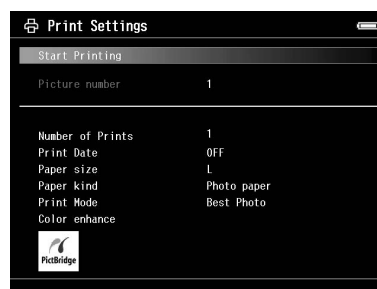 Print Settings
Start Printing
Picture number 1
Number of Prints 1
Print Date OFF
Paper size L
Paper kind Photo paper
Print Mode Best Photo
Color enhance
PictBridge